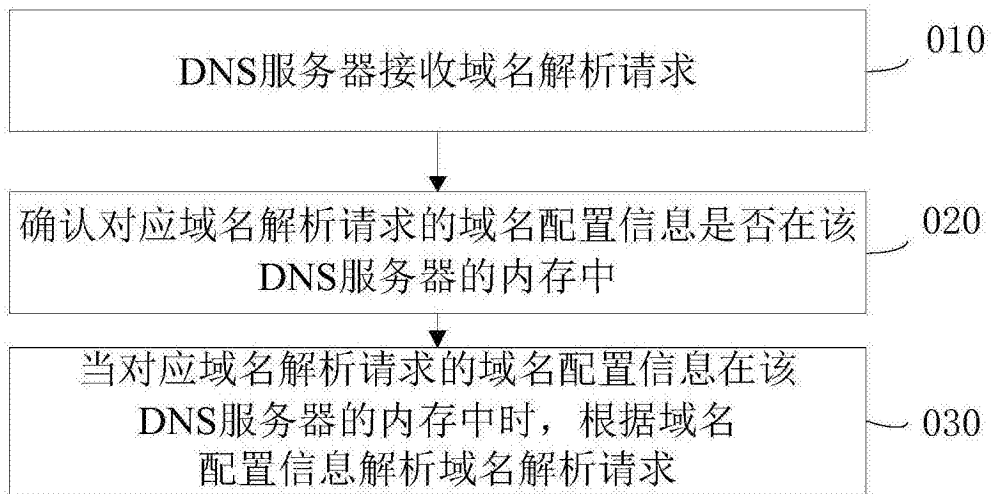 DNS服务器接收域名解析请求
010
确认对应域名解析请求的域名配置信息是否在该
DNS服务器的内存中
020
当对应域名解析请求的域名配置信息在该
DNS服务器的内存中时，根据域名
配置信息解析域名解析请求
030